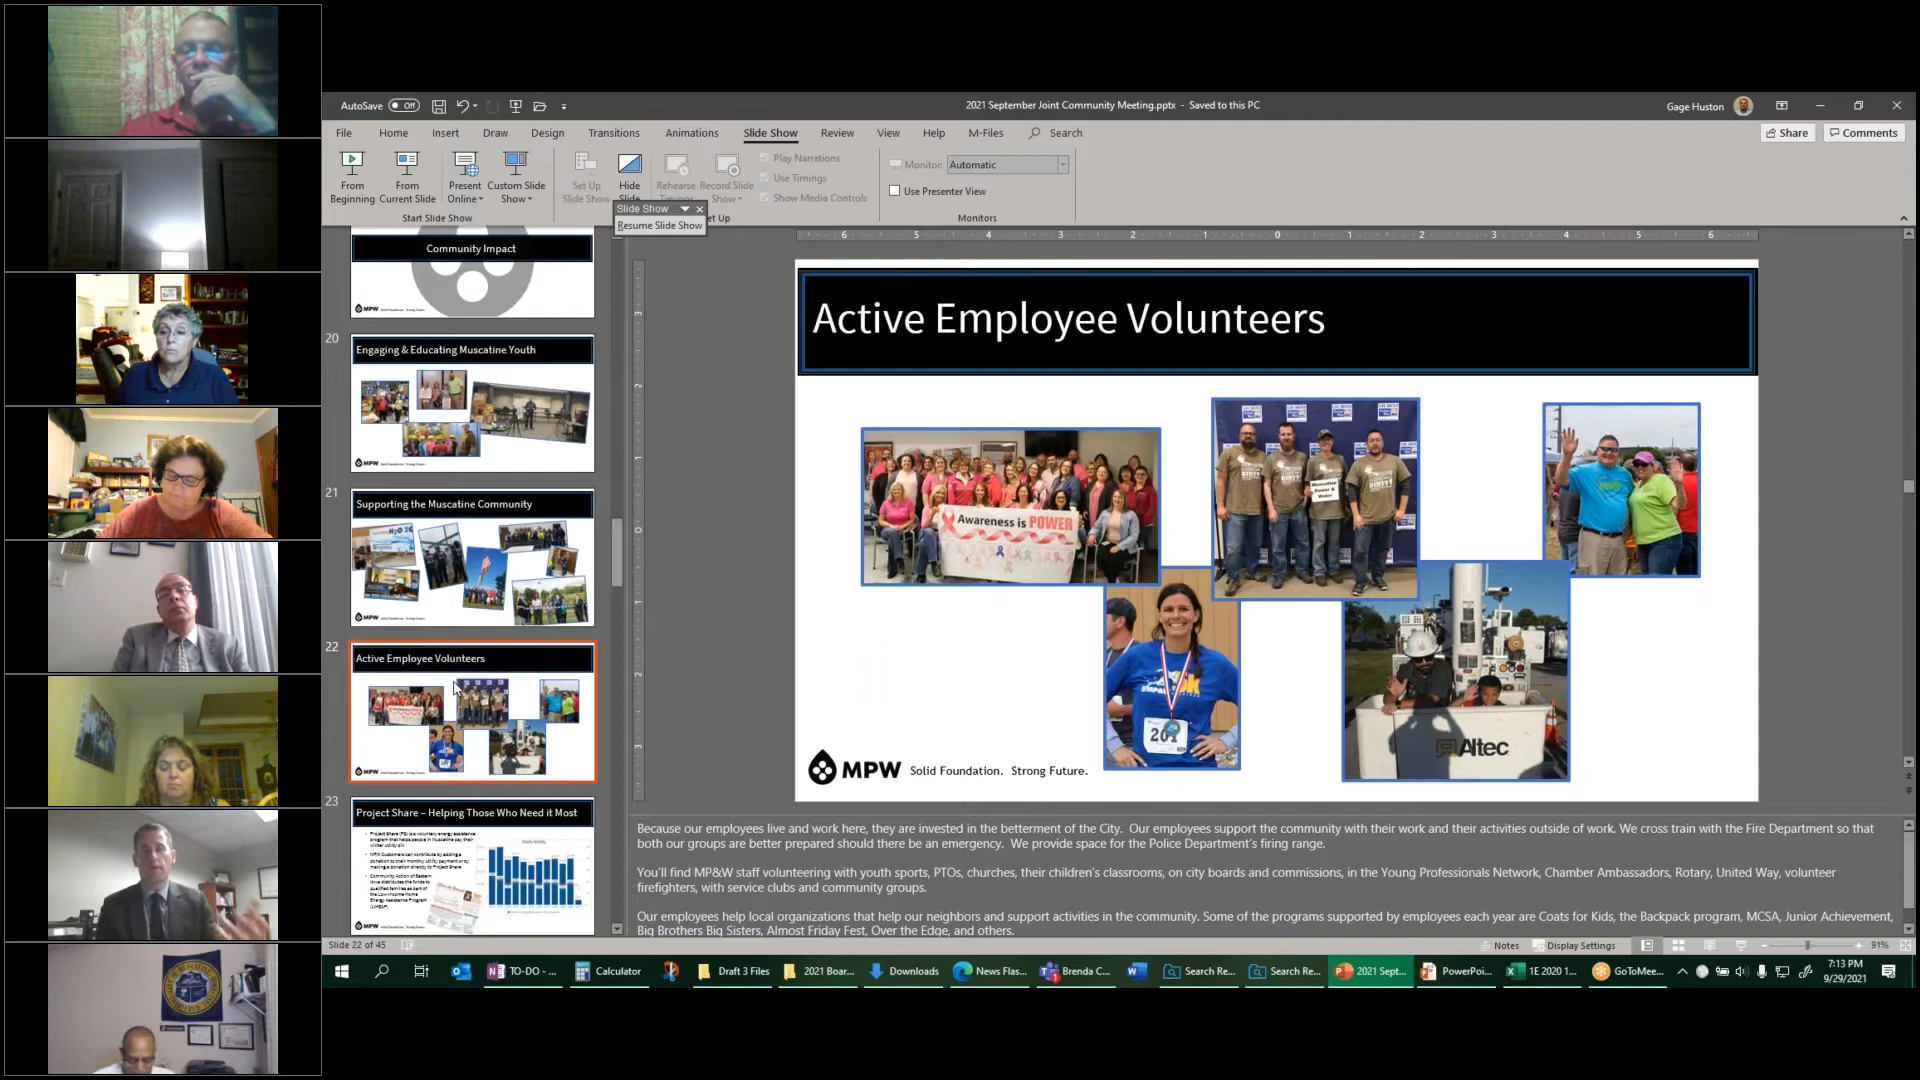 AutoSave Off
2021 September Joint Community Meeting.pptx - Saved to this PC
Gage Huston
File Home Insert Draw Design Transitions Animations Slide Show Review View Help M-Files Search
Share Comments
From Beginning
From Current Slide
Present Online
Custom Slide Show
Set Up Slide Show
Hide Slide
Rehearse Timings
Record Slide Show
Play Narrations
Use Timings
Show Media Controls
Monitor: Automatic
Use Presenter View
Start Slide Show
et Up
Monitors
Slide Show
Resume Slide Show
Community Impact
MPW
20
Engaging & Educating Muscatine Youth
MPW
21
Supporting the Muscatine Community
MPW
22
Active Employee Volunteers
MPW
23
Project Share – Helping Those Who Need it Most
MPW
Active Employee Volunteers
Awareness is POWER
Muscatine
Power &
Water
Altec
MPW Solid Foundation. Strong Future.
Because our employees live and work here, they are invested in the betterment of the City. Our employees support the community with their work and their activities outside of work. We cross train with the Fire Department so that
both our groups are better prepared should there be an emergency. We provide space for the Police Department's firing range.
You'll find MP&W staff volunteering with youth sports, PTOs, churches, their children's classrooms, on city boards and commissions, in the Young Professionals Network, Chamber Ambassadors, Rotary, United Way, volunteer
firefighters, with service clubs and community groups.
Our employees help local organizations that help our neighbors and support activities in the community. Some of the programs supported by employees each year are Coats for Kids, the Backpack program, MCSA, Junior Achievement,
Big Brothers Big Sisters, Almost Friday Fest, Over the Edge, and others.
Slide 22 of 45
Notes Display Settings 91%
TO-DO - ... Calculator Draft 3 Files 2021 Boar... Downloads News Flas... Brenda C... Search Re... Search Re... 2021 Sept... PowerPoi... 1E 2020 1... GoToMee...
7:13 PM
9/29/2021